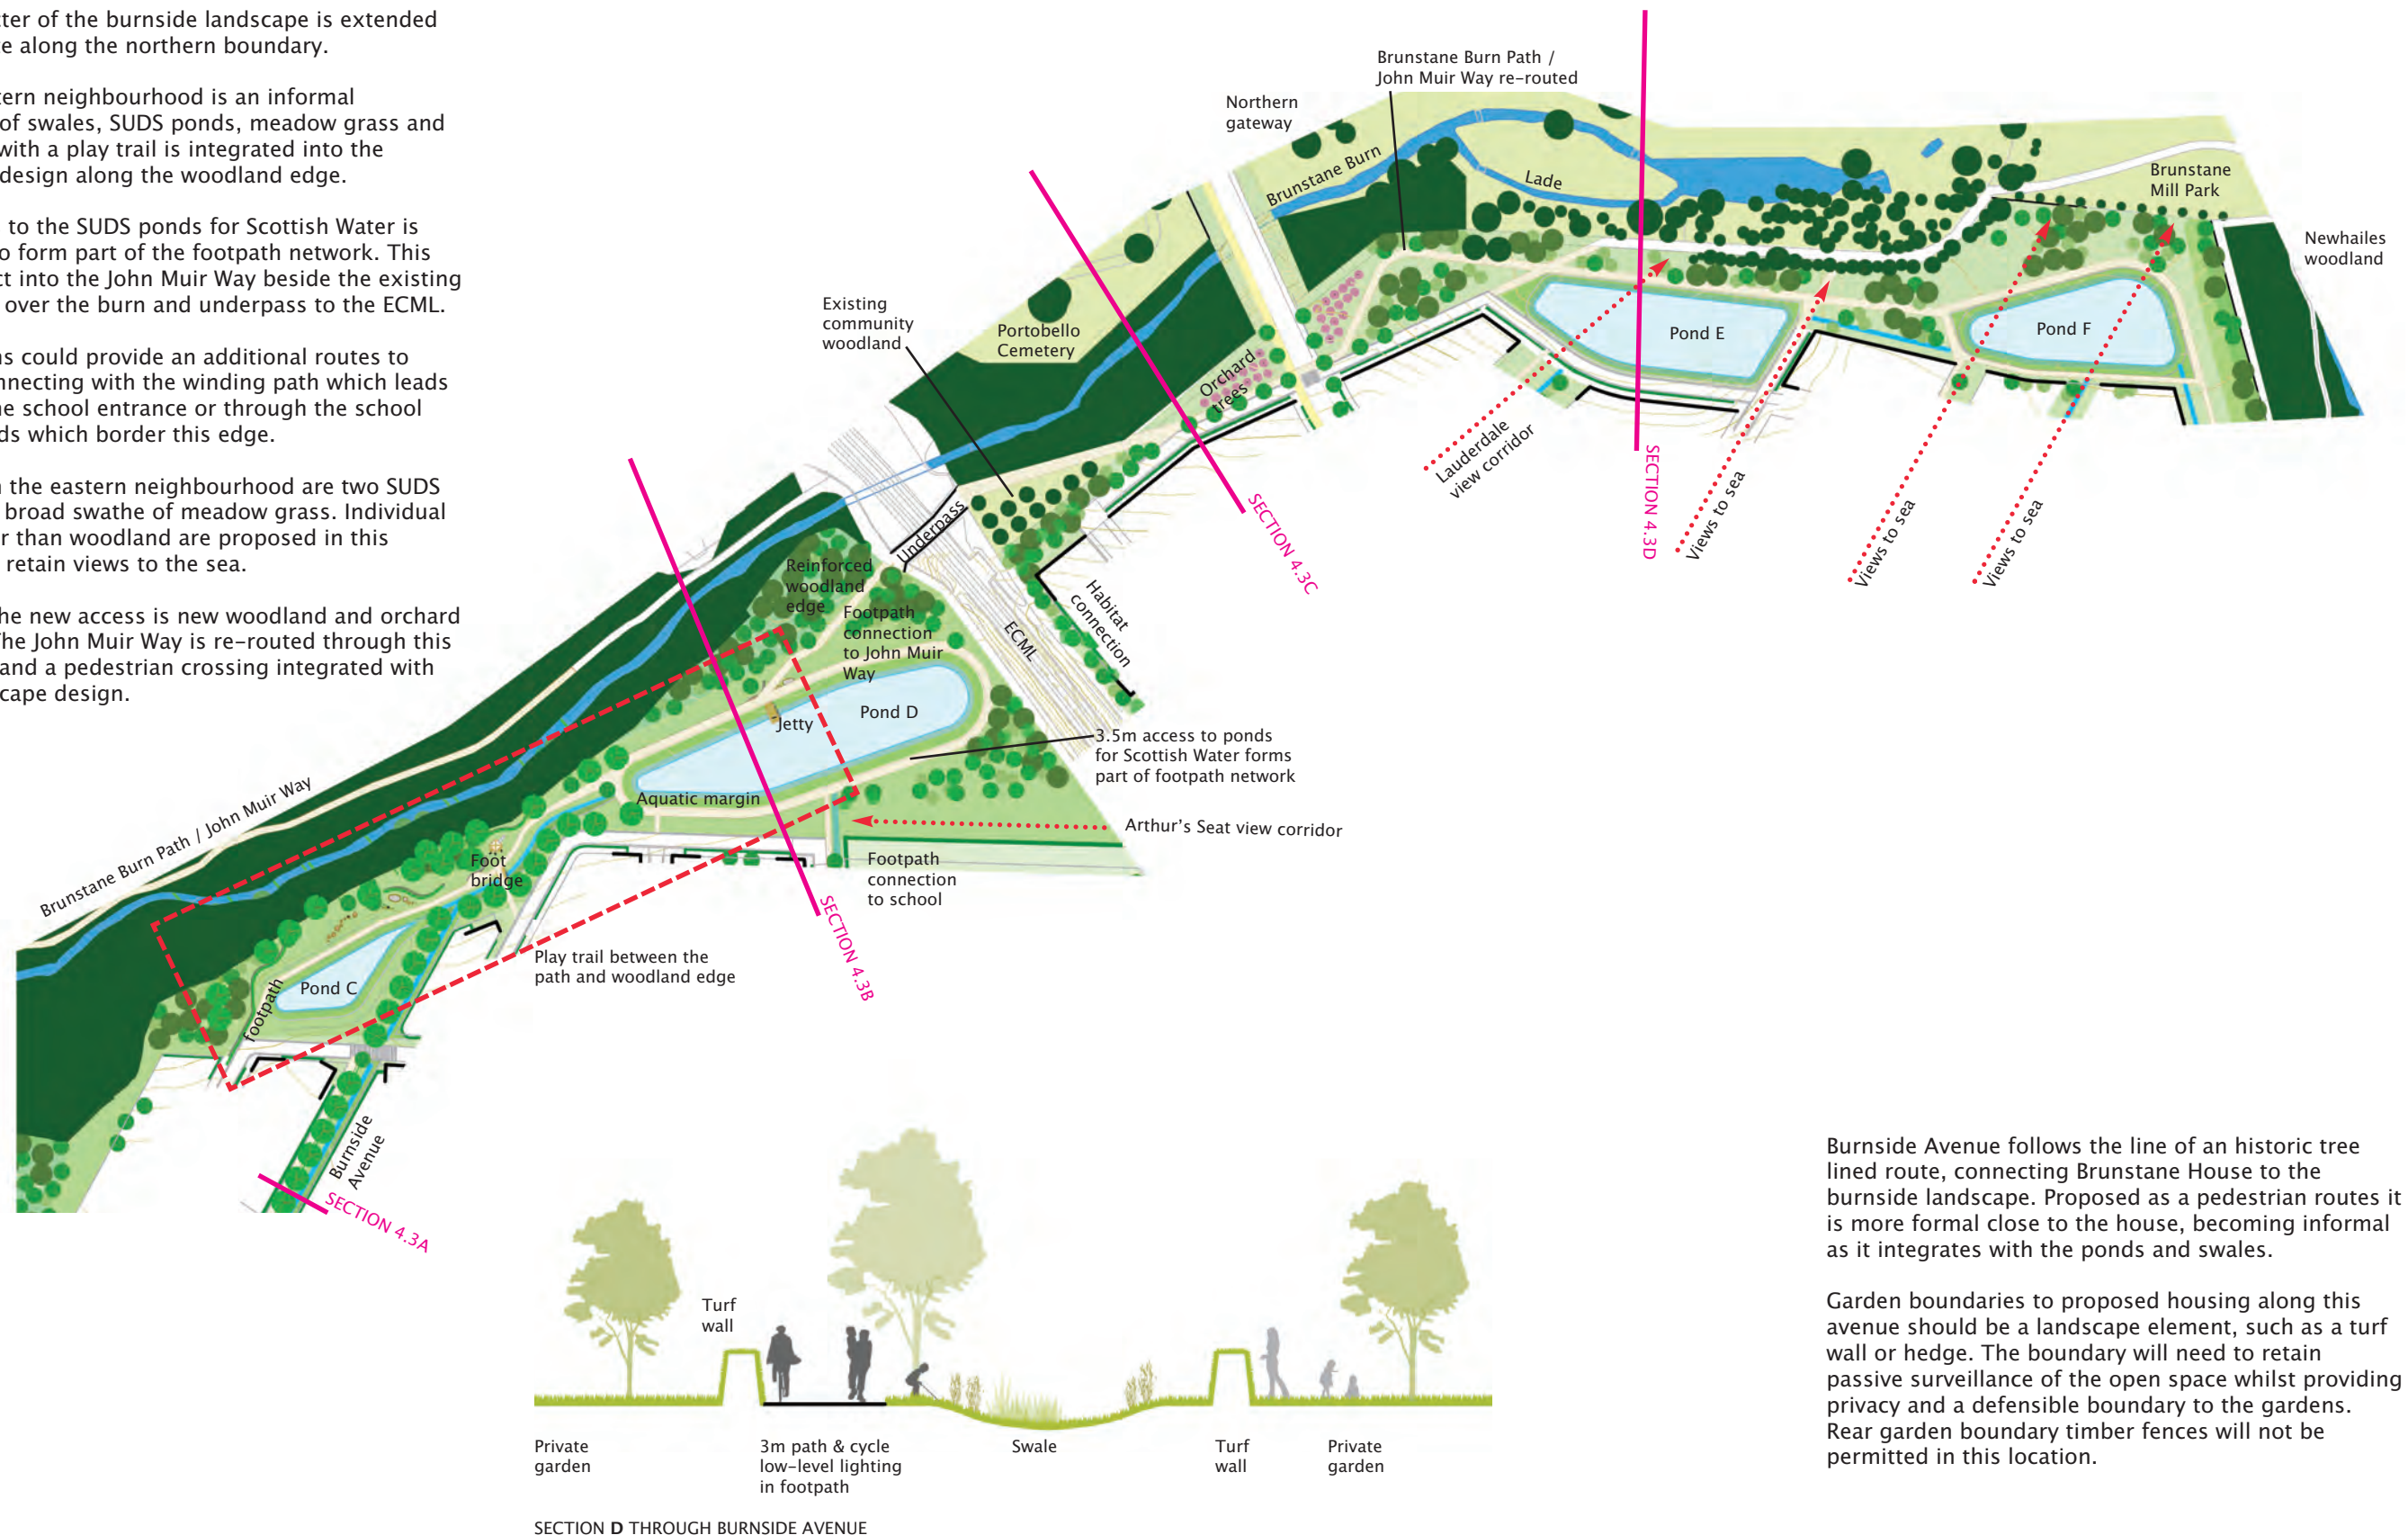 ter of the burnside landscape is extended
e along the northern boundary.
tern neighbourhood is an informal
of swales, SUDS ponds, meadow grass and
with a play trail is integrated into the
design along the woodland edge.
to the SUDS ponds for Scottish Water is
o form part of the footpath network. This
ct into the John Muir Way beside the existing
over the burn and underpass to the ECML.
ns could provide an additional routes to
nnecting with the winding path which leads
he school entrance or through the school
ds which border this edge.
n the eastern neighbourhood are two SUDS
broad swathe of meadow grass. Individual
r than woodland are proposed in this
retain views to the sea.
he new access is new woodland and orchard
he John Muir Way is re-routed through this
and a pedestrian crossing integrated with
cape design.
Brunstane Burn Path /
John Muir Way re-routed
Northern
gateway
Brunstane Burn
Lade
Brunstane
Mill Park
Newhailes
woodland
Existing
community
woodland
Portobello
Cemetery
Orchard
trees
Pond E
Pond F
Lauderdale
view corridor
SECTION 4.3C
SECTION 4.3D
Views to sea
Views to sea
Views to sea
Underpass
Reinforced
woodland
edge
Footpath
connection
to John Muir
Way
ECML
Habitat
connection
Jetty
Pond D
3.5m access to ponds
for Scottish Water forms
part of footpath network
Aquatic margin
Arthur's Seat view corridor
Brunstane Burn Path / John Muir Way
Foot
bridge
Footpath
connection
to school
SECTION 4.3B
Play trail between the
path and woodland edge
Pond C
footpath
Burnside
Avenue
SECTION 4.3A
Turf
wall
Private
garden
3m path & cycle
low-level lighting
in footpath
Swale
Turf
wall
Private
garden
SECTION D THROUGH BURNSIDE AVENUE
Burnside Avenue follows the line of an historic tree
lined route, connecting Brunstane House to the
burnside landscape. Proposed as a pedestrian routes it
is more formal close to the house, becoming informal
as it integrates with the ponds and swales.
Garden boundaries to proposed housing along this
avenue should be a landscape element, such as a turf
wall or hedge. The boundary will need to retain
passive surveillance of the open space whilst providing
privacy and a defensible boundary to the gardens.
Rear garden boundary timber fences will not be
permitted in this location.